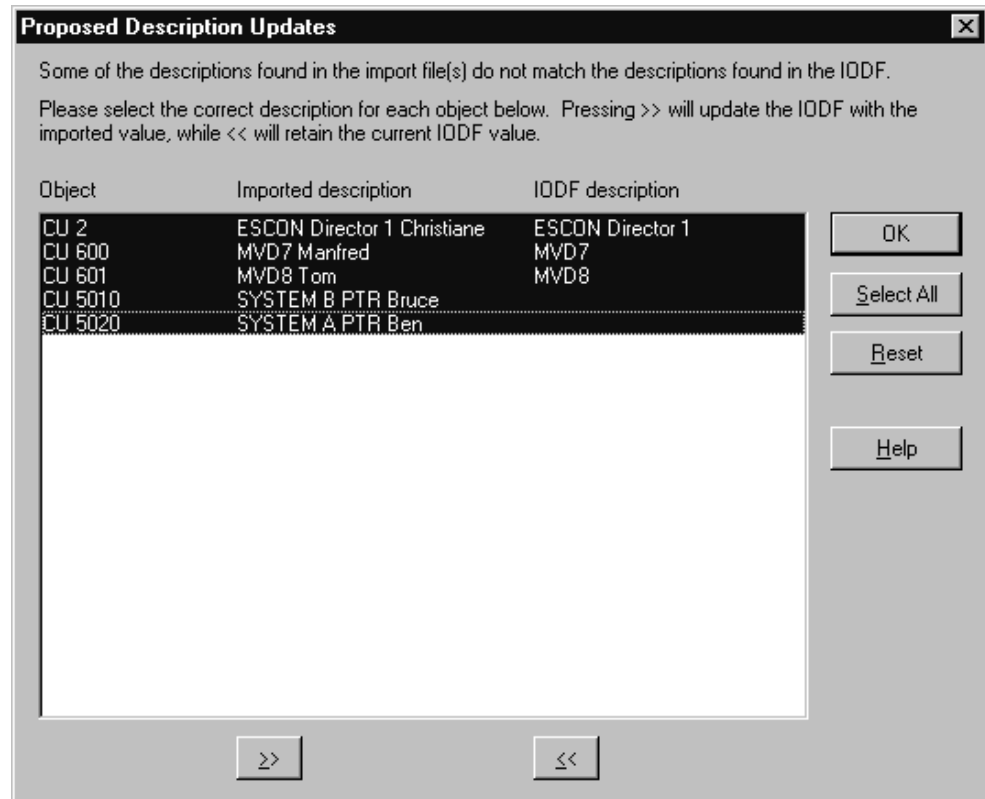 Proposed Description Updates
Some of the descriptions found in the import file(s) do not match the descriptions found in the IODF.
Please select the correct description for each object below. Pressing >> will update the IODF with the
imported value, while << will retain the current IODF value.
Object Imported description IODF description
CU 2 ESCON Director 1 Christiane ESCON Director 1
CU 600 MVD7 Manfred MVD7
CU 601 MVD8 Tom MVD8
CU 5010 SYSTEM B PTR Bruce
CU 5020 SYSTEM A PTR Ben
OK
Select All
Reset
Help
>> <<